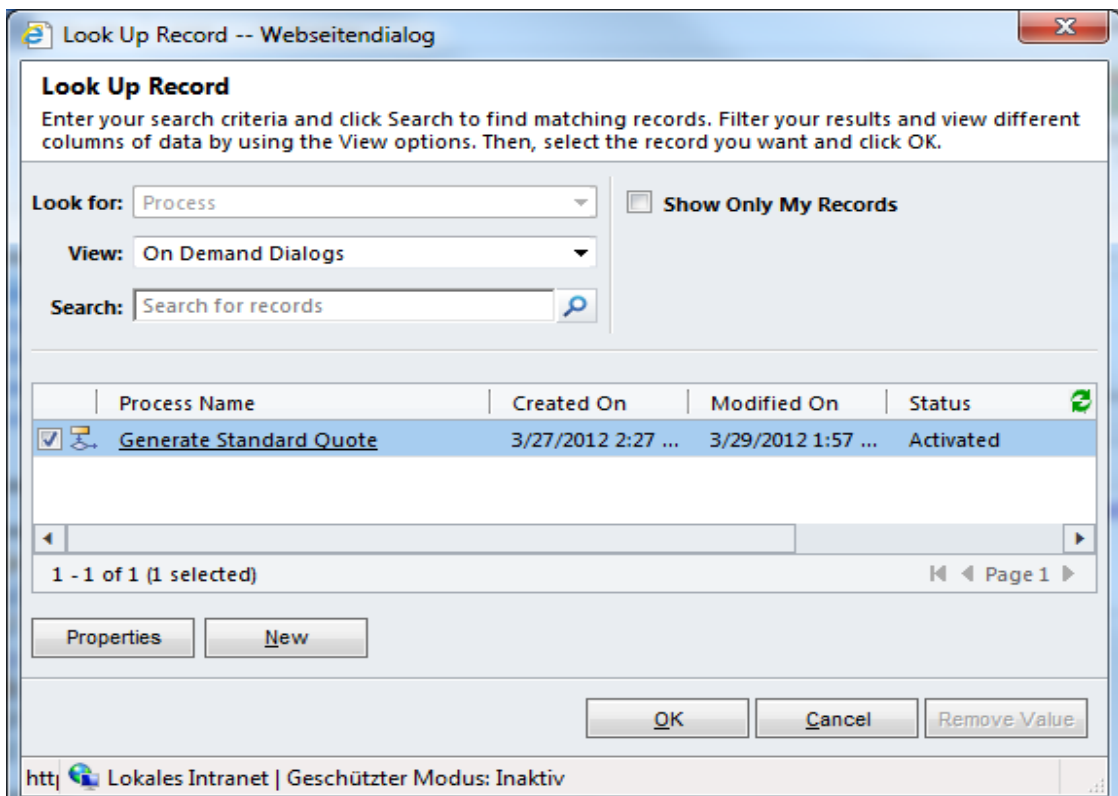 Look Up Record -- Webseitendialog
x
Look Up Record
Enter your search criteria and click Search to find matching records. Filter your results and view different
columns of data by using the View options. Then, select the record you want and click OK.
Look for: Process
Show Only My Records
View: On Demand Dialogs
Search: Search for records
Process Name Created On Modified On Status
Generate Standard Quote 3/27/2012 2:27 ... 3/29/2012 1:57 ... Activated
1 - 1 of 1 (1 selected) Page 1
Properties New
OK Cancel Remove Value
Lokales Intranet | Geschützter Modus: Inaktiv